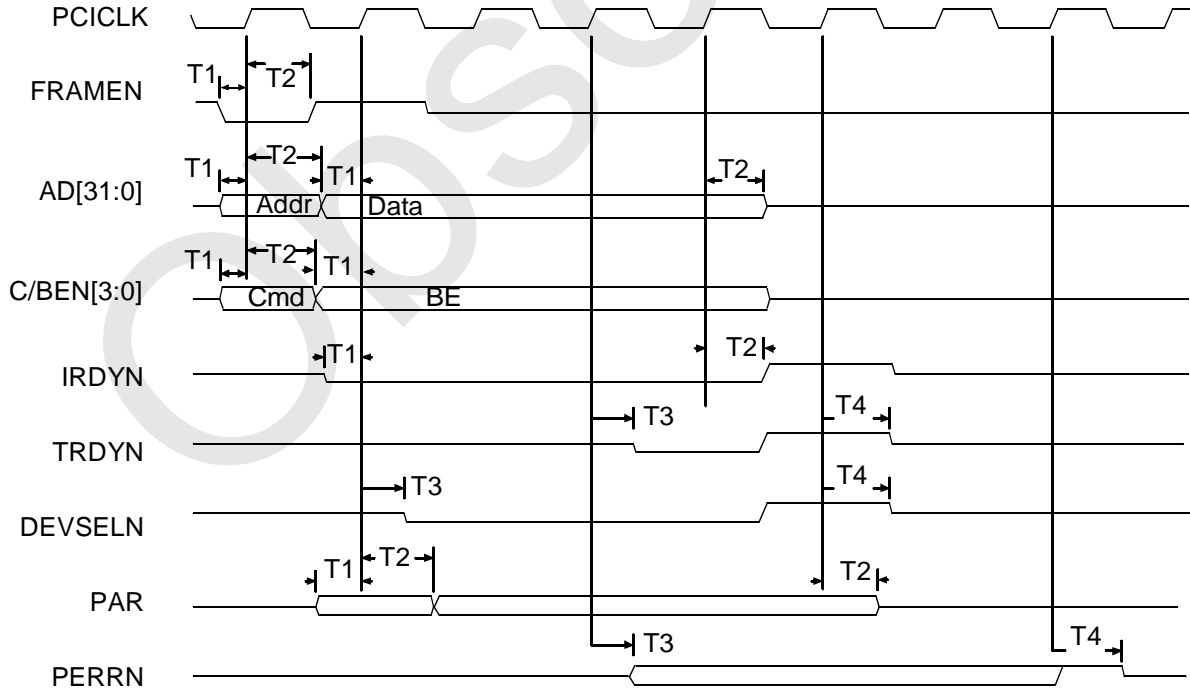 PCICLK
T1
T2
FRAMEN
T2
T1
T1
T2
AD[31:0]
Addr
Data
T2
T1
T1
C/BEN[3:0]
Cmd
BE
T1
T2
IRDYN
T3
T4
TRDYN
T3
T4
DEVSELN
T2
T1
T2
PAR
T3
T4
PERRN